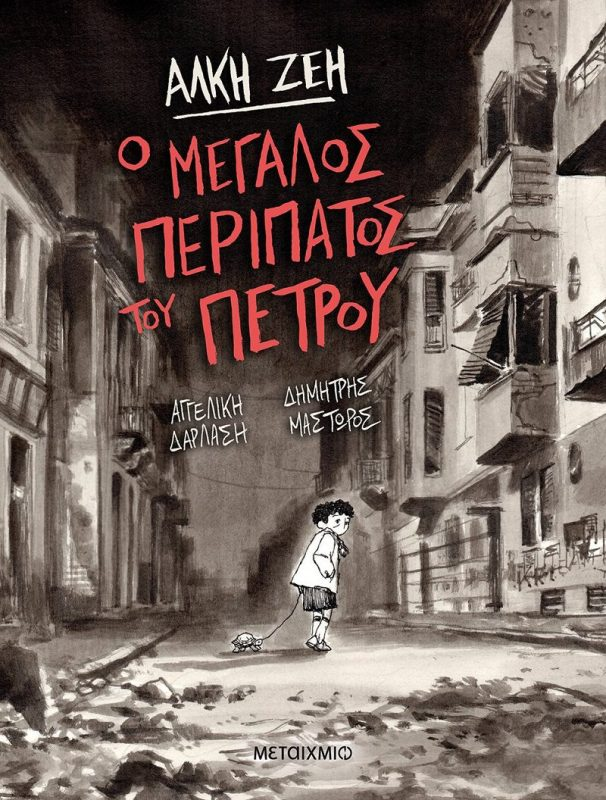 ΑΛΚΗ ΖΕΗ
Ο ΜΕΓΑΛΟΣ
ΠΕΡΙΠΑΤΟΣ
ΤΟΥ ΠΕΤΡΟΥ
ΑΓΓΕΛΙΚΗ
ΔΑΡΛΑΣΗ
ΔΗΜΗΤΡΗΣ
ΜΑΣΤΩΡΟΣ
ΜΕΤΑΙΧΜΙΟ